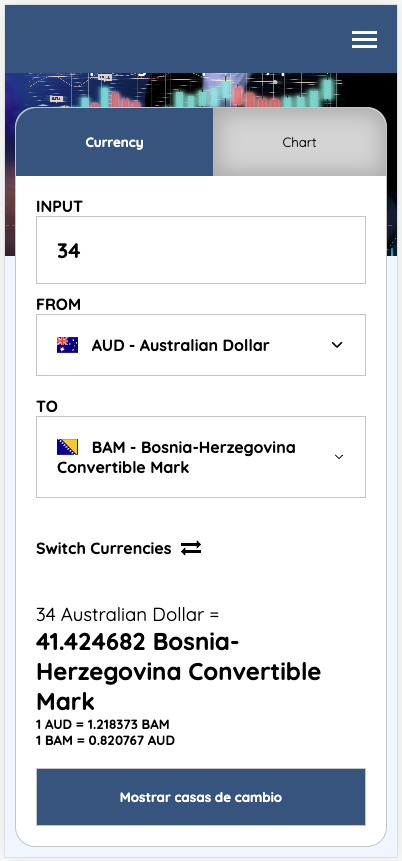 Currency
Chart
INPUT
34
FROM
AUD - Australian Dollar
TO
BAM - Bosnia-Herzegovina
Convertible Mark
Switch Currencies
34 Australian Dollar =
41.424682 Bosnia-
Herzegovina Convertible
Mark
1 AUD = 1.218373 BAM
1 BAM = 0.820767 AUD
Mostrar casas de cambio